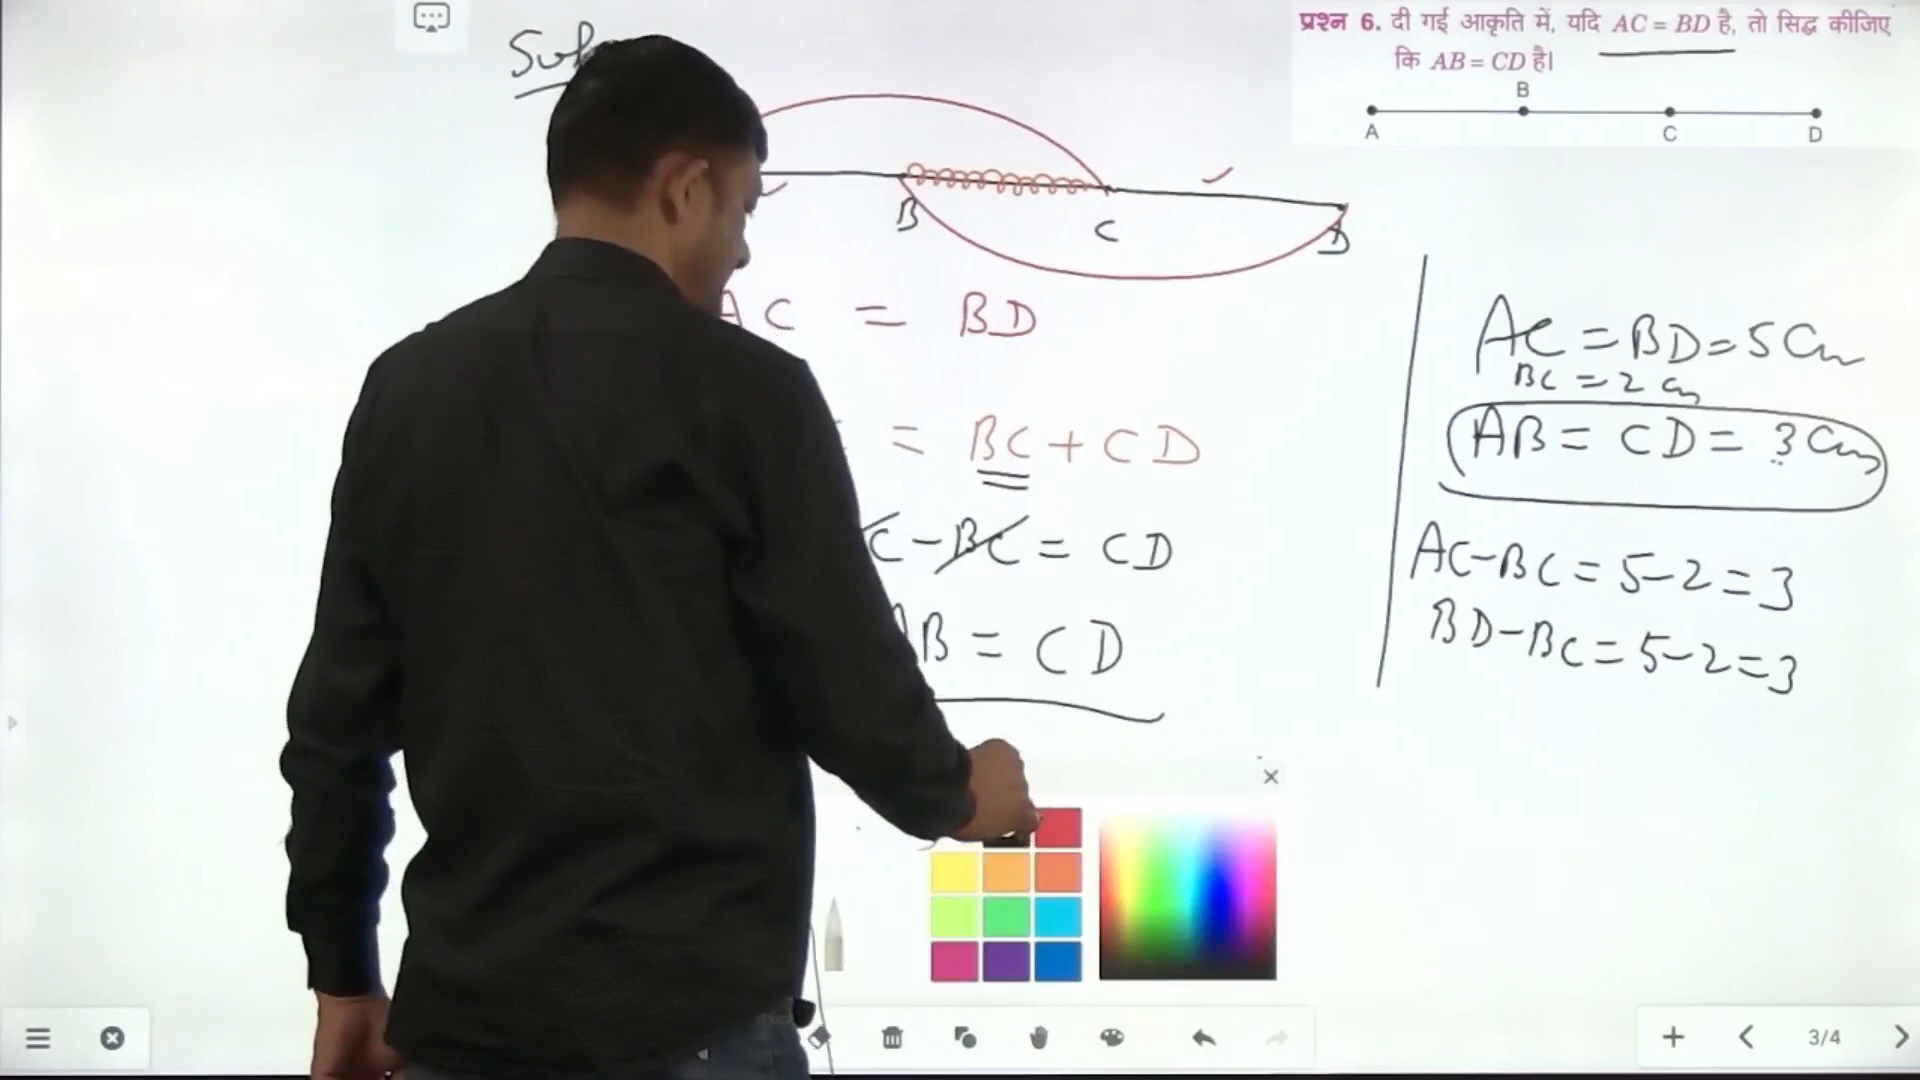 प्रश्न 6. दी गई आकृति में, यदि AC = BD है, तो सिद्ध कीजिए
कि AB = CD है।
B
A C D
B C D
AC = BD
= BC + CD
C - BC = CD
AB = CD
AC = BD = 5 Cm
BC = 2 cm
AB = CD = 3 Cm
AC - BC = 5 - 2 = 3
BD - BC = 5 - 2 = 3
3/4